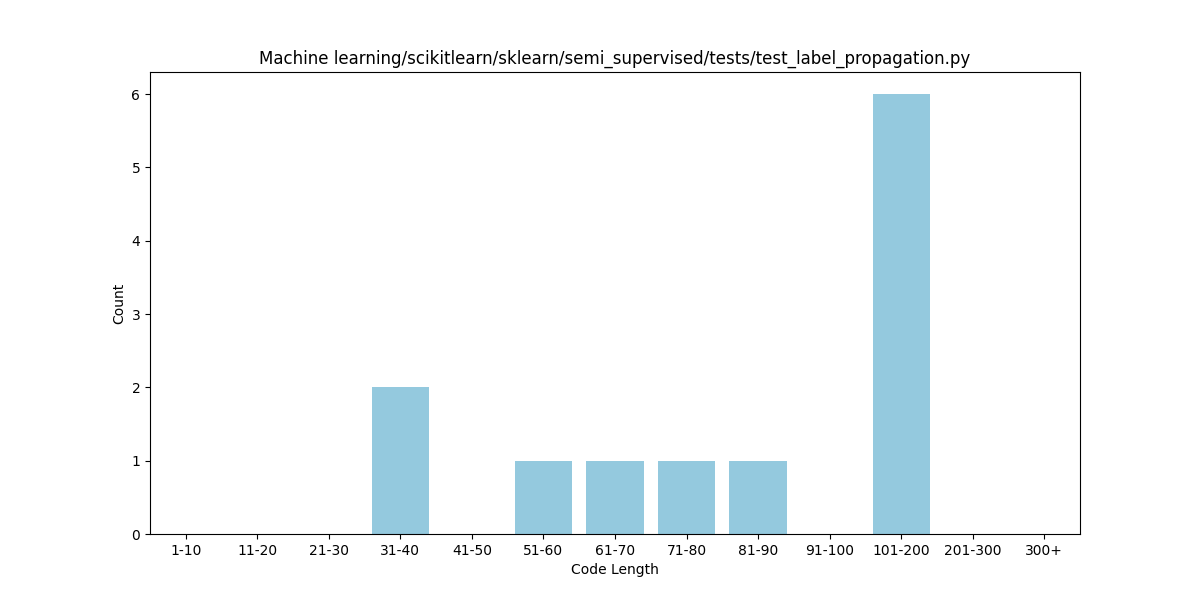 Machine learning/scikitlearn/sklearn/semi_supervised/tests/test_label_propagation.py
6
5
4
3
2
1
0
Count
1-10 11-20 21-30 31-40 41-50 51-60 61-70 71-80 81-90 91-100 101-200 201-300 300+
Code Length